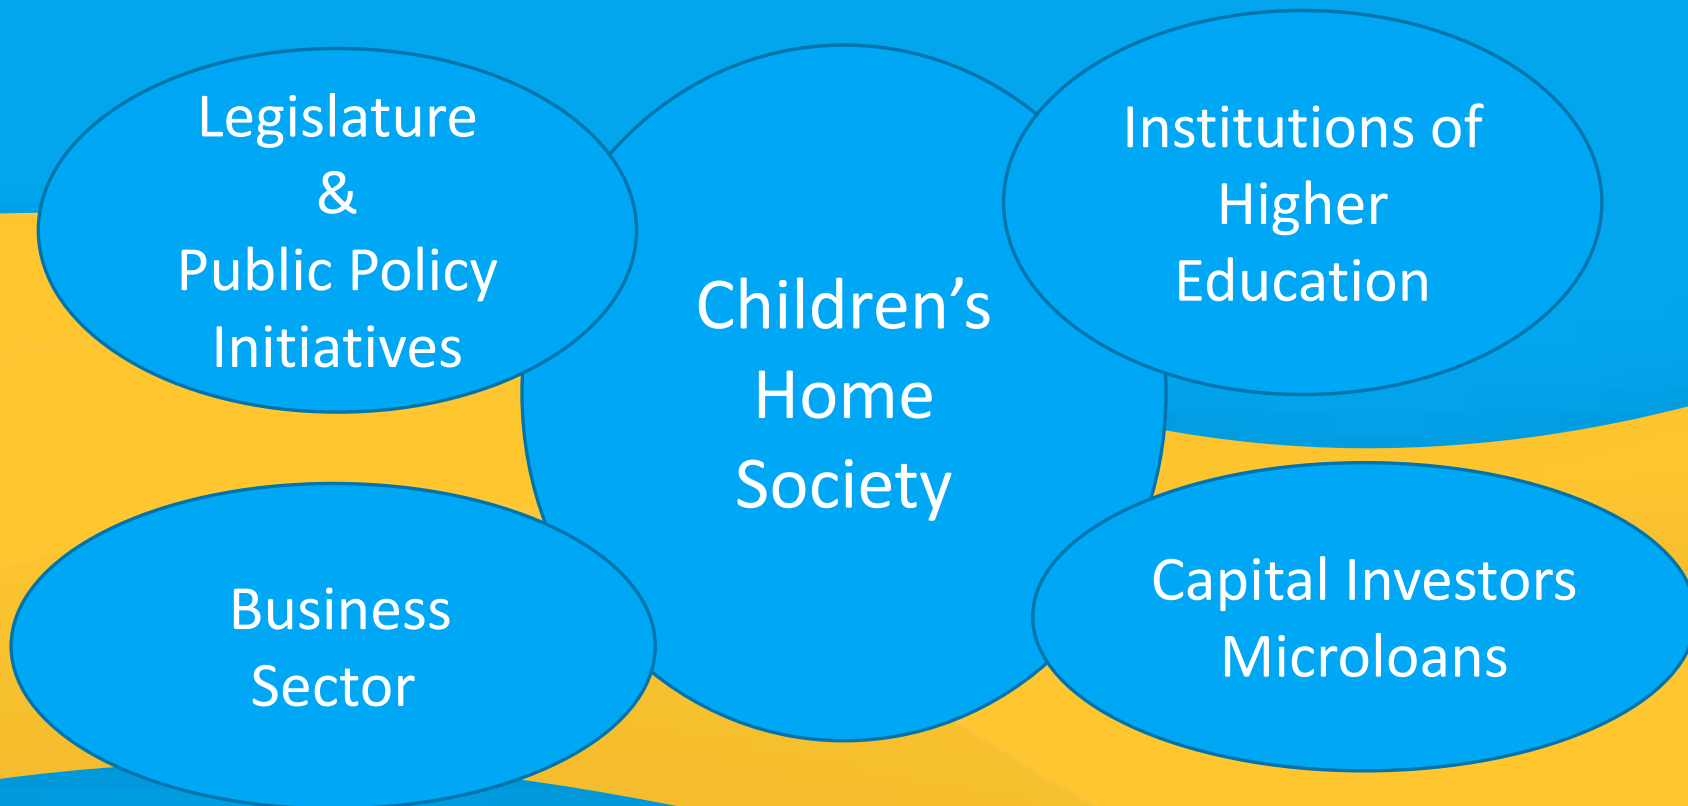 Legislature
&
Public Policy
Initiatives
Children’s
Home
Society
Institutions of
Higher
Education
Business
Sector
Capital Investors
Microloans